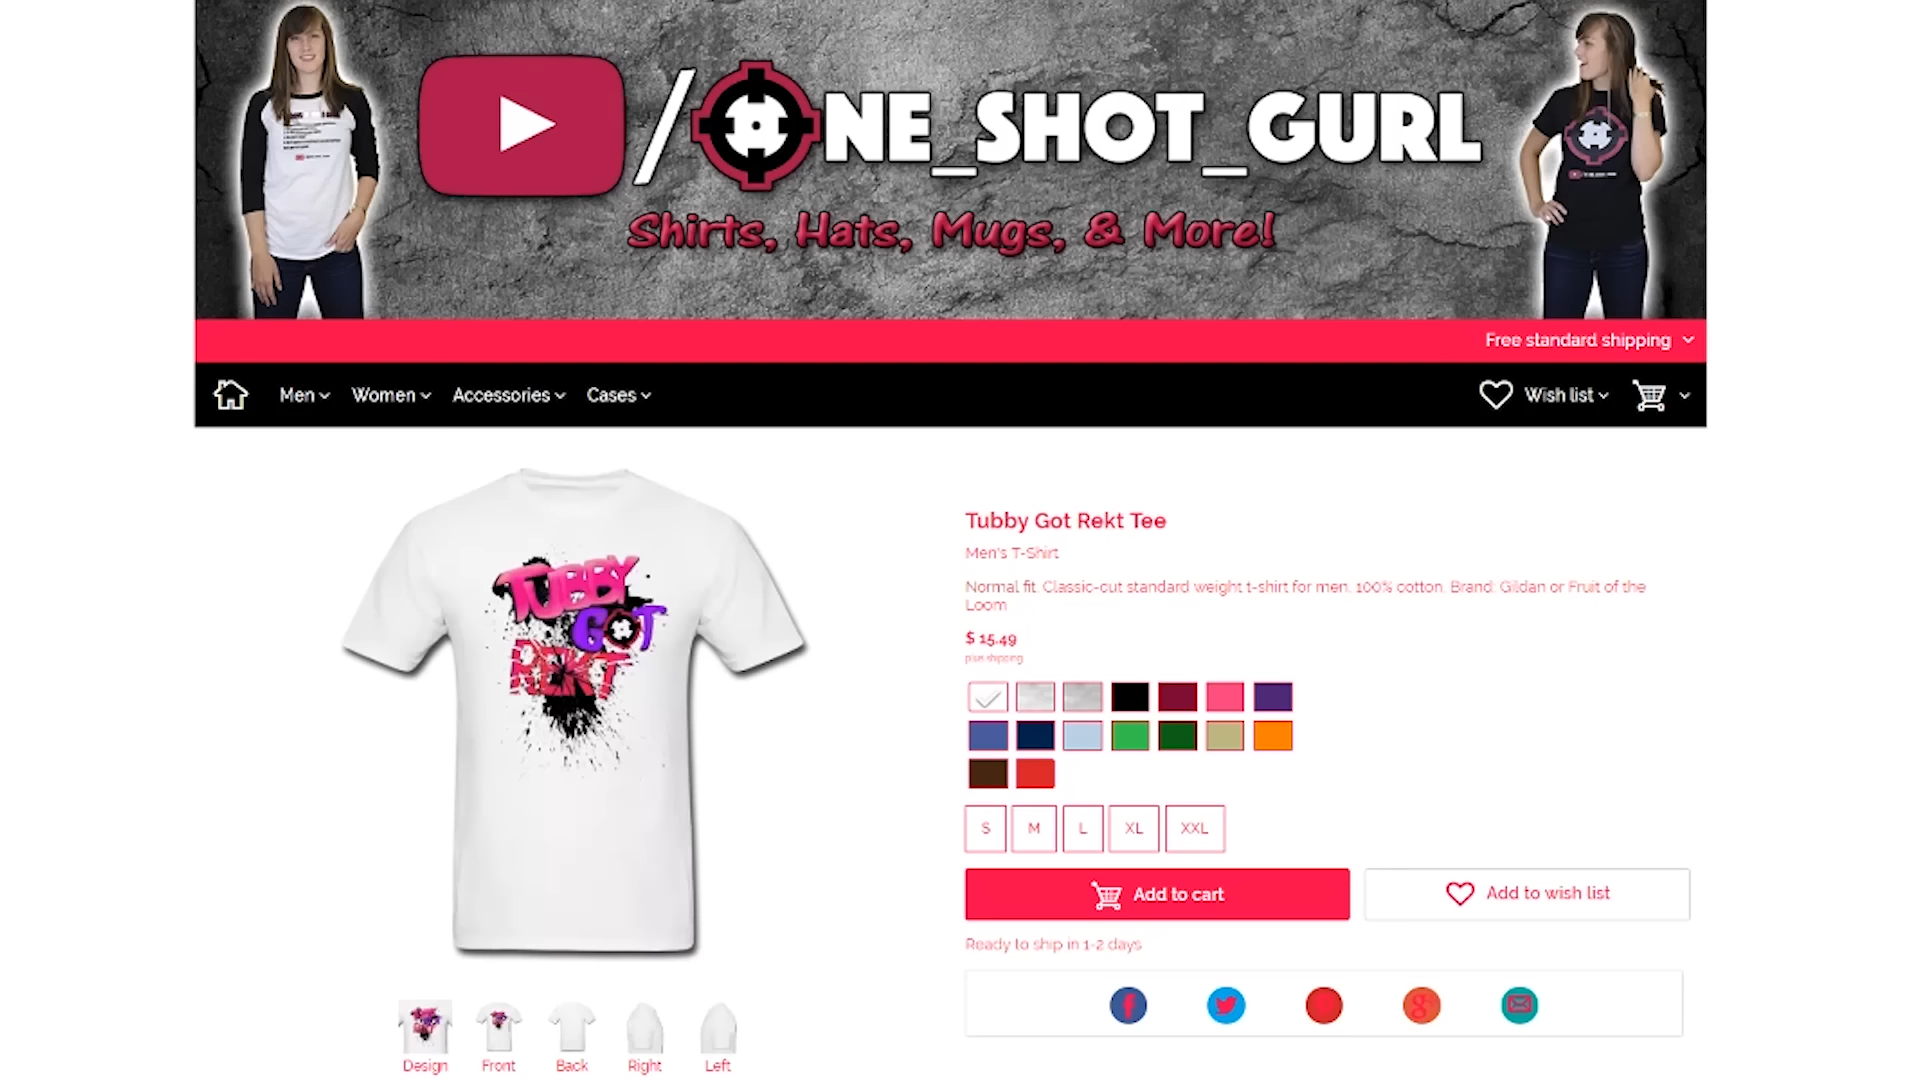 /ONE_SHOT_GURL
Shirts, Hats, Mugs, & More!
Free standard shipping
Men
Women
Accessories
Cases
Wish list
TUBBY
GOT
REKT
Tubby Got Rekt Tee
Men's T-Shirt
Normal fit. Classic-cut standard weight t-shirt for men. 100% cotton. Brand: Gildan or Fruit of the
Loom
$ 15.49
plus shipping
S
M
L
XL
XXL
Add to cart
Add to wish list
Ready to ship in 1-2 days
Design
Front
Back
Right
Left